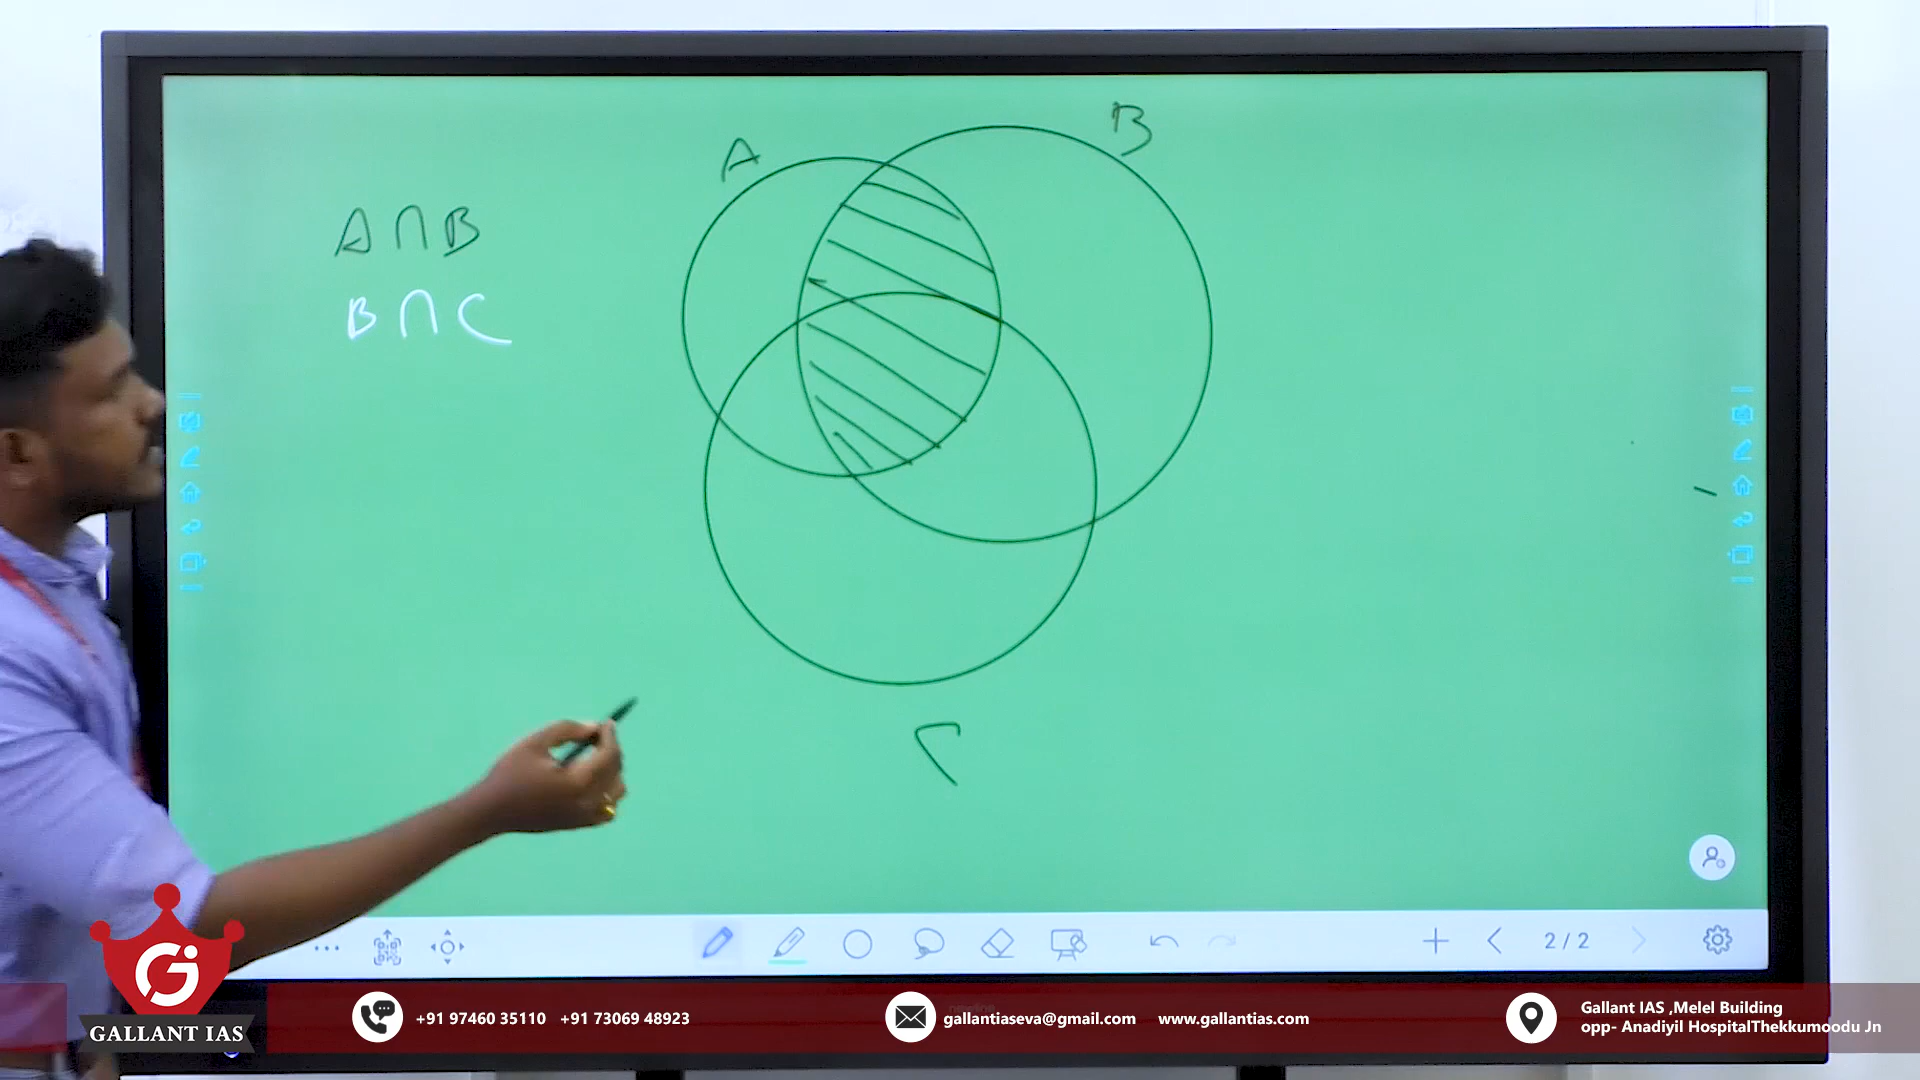 A
B
A∩B
B∩C
C
2/2
G
GALLANT IAS
+91 97460 35110 +91 73069 48923
gallantiaseva@gmail.com www.gallantias.com
Gallant IAS ,Melel Building
opp- Anadiyil HospitalThekkumoodu Jn